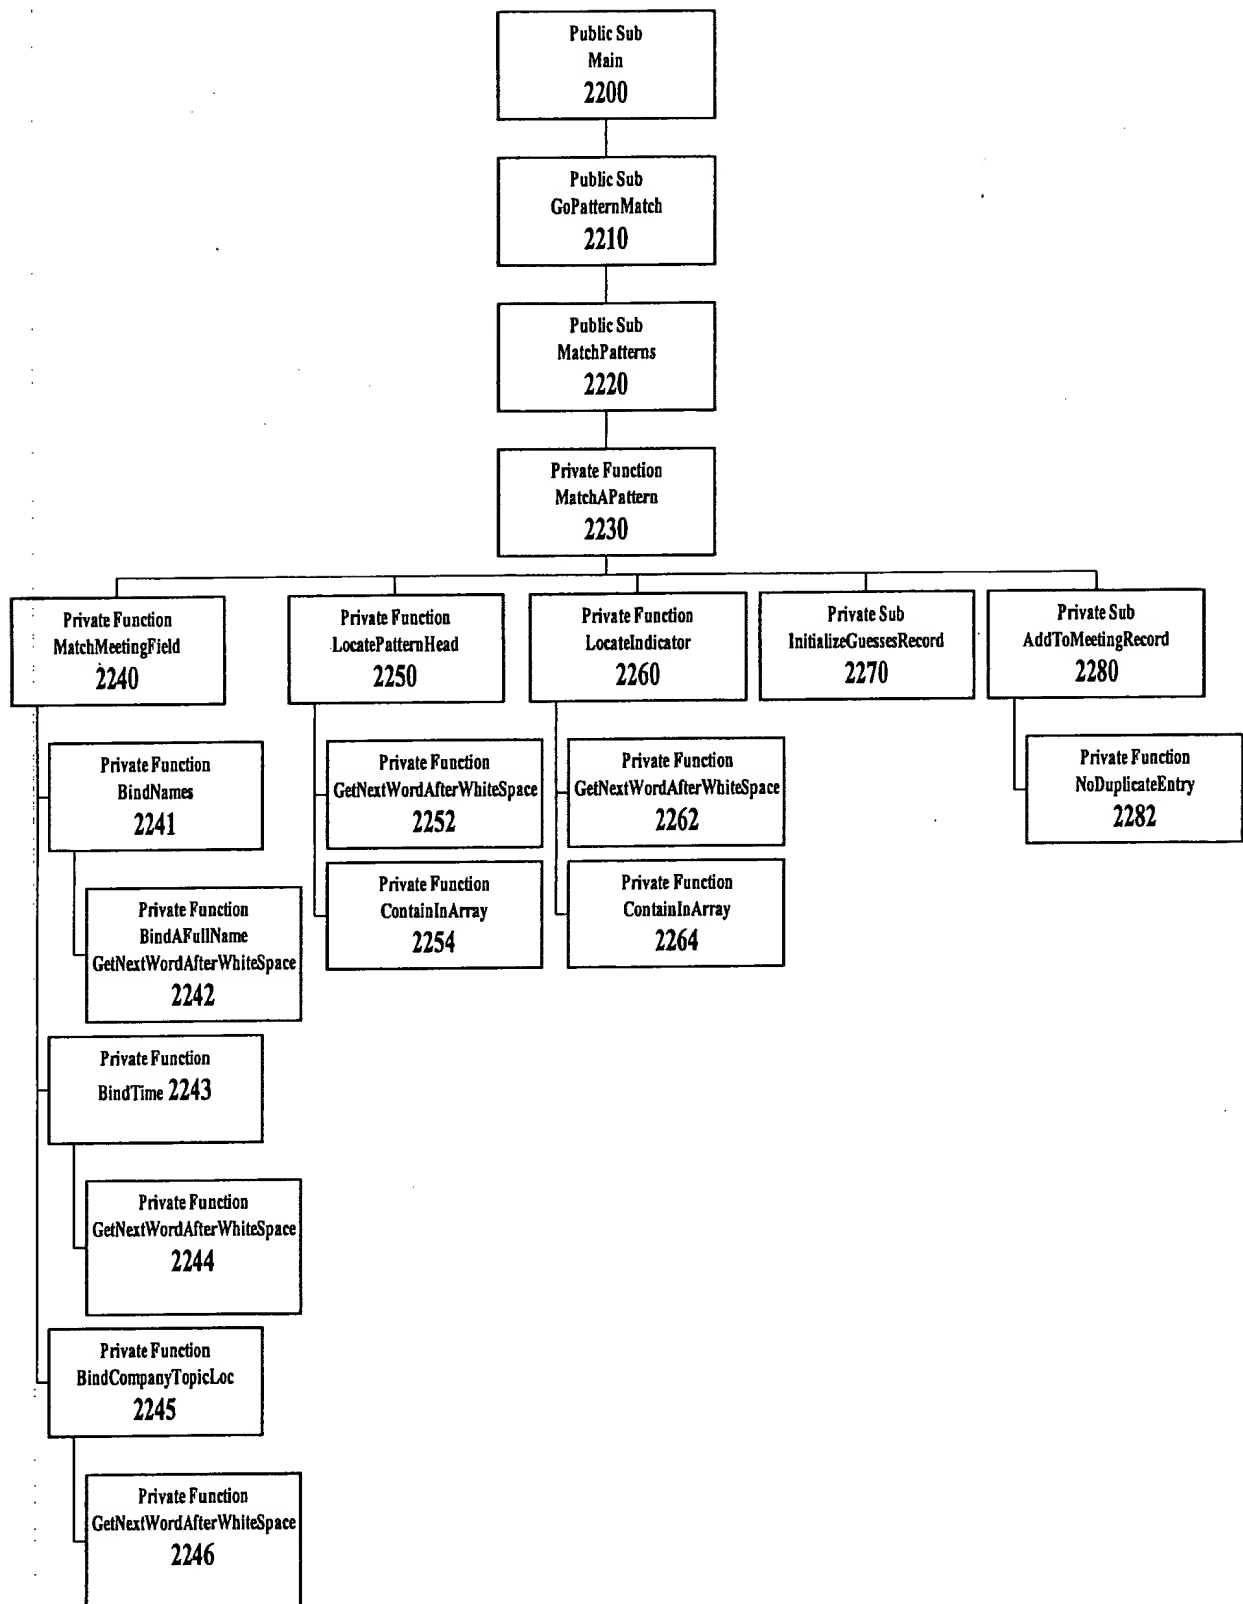 Public Sub
Main
2200
Public Sub
GoPatternMatch
2210
Public Sub
MatchPatterns
2220
Private Function
MatchAPattern
2230
Private Function
MatchMeetingField
2240
Private Function
LocatePatternHead
2250
Private Function
LocateIndicator
2260
Private Sub
InitializeGuessesRecord
2270
Private Sub
AddToMeetingRecord
2280
Private Function
BindNames
2241
Private Function
GetNextWordAfterWhiteSpace
2252
Private Function
GetNextWordAfterWhiteSpace
2262
Private Function
NoDuplicateEntry
2282
Private Function
ContainInArray
2254
Private Function
ContainInArray
2264
Private Function
BindAFullName
GetNextWordAfterWhiteSpace
2242
Private Function
BindTime 2243
Private Function
GetNextWordAfterWhiteSpace
2244
Private Function
BindCompanyTopicLoc
2245
Private Function
GetNextWordAfterWhiteSpace
2246